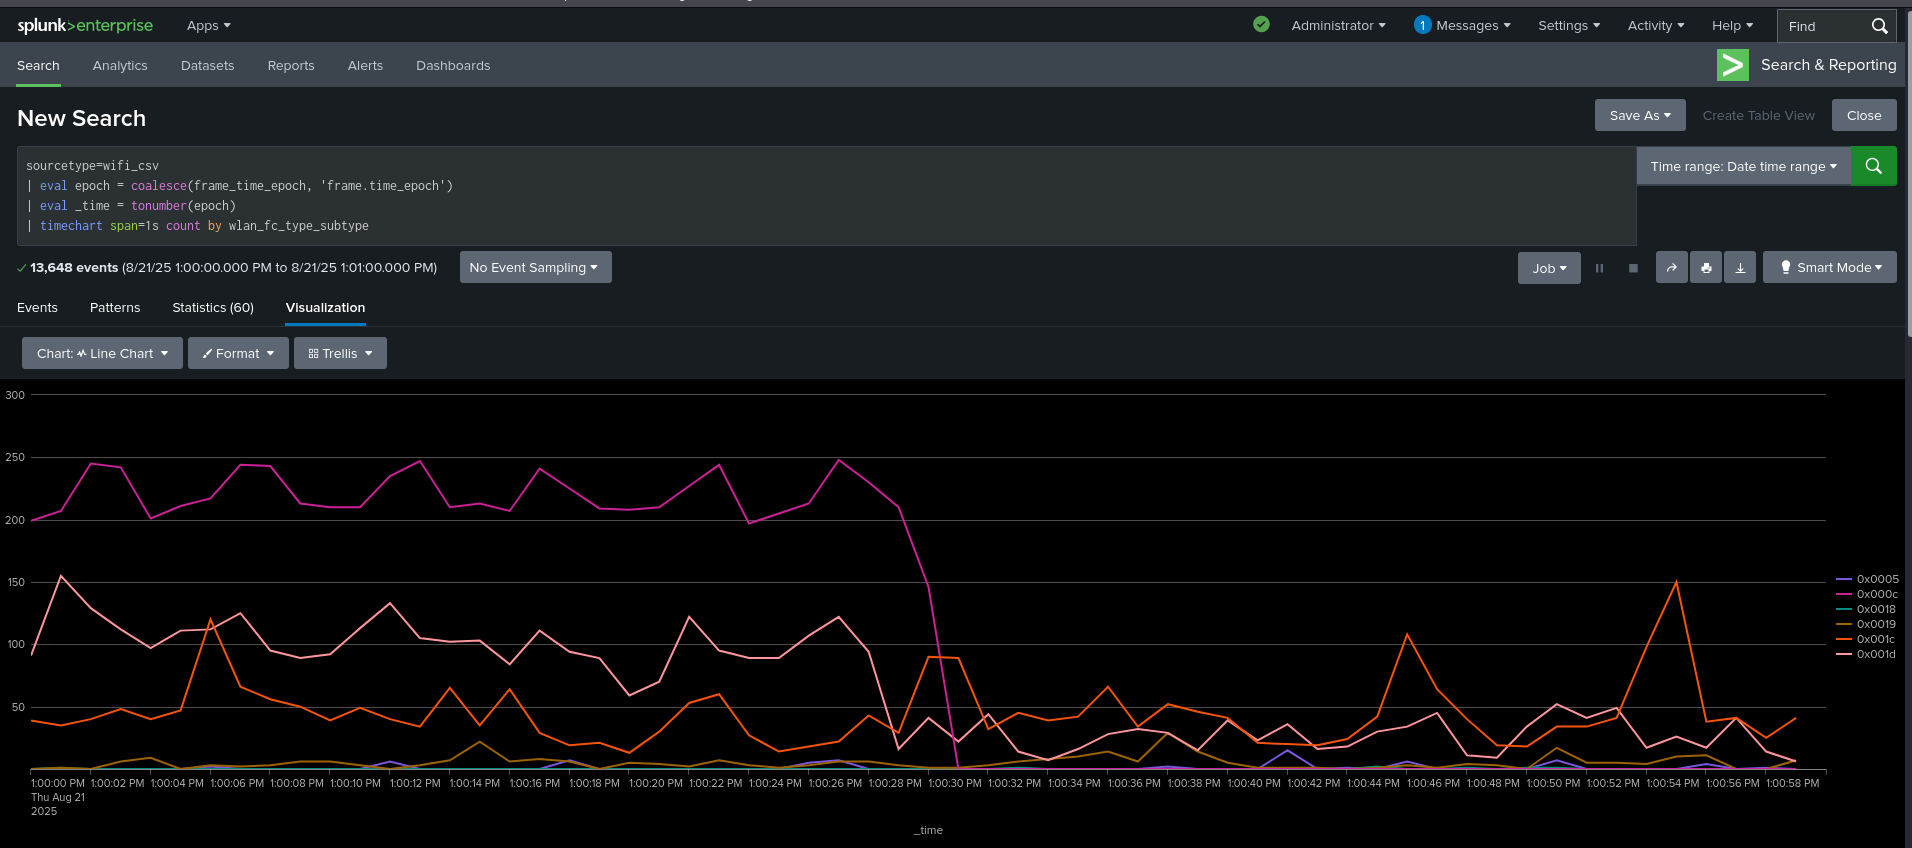 splunk>enterprise Apps Administrator 1 Messages Settings Activity Help Find
Search Analytics Datasets Reports Alerts Dashboards > Search & Reporting
New Search Save As Create Table View Close
sourcetype=wifi_csv
| eval epoch = coalesce(frame_time_epoch, 'frame.time_epoch')
| eval _time = tonumber(epoch)
| timechart span=1s count by wlan_fc_type_subtype
Time range: Date time range
13,648 events (8/21/25 1:00:00.000 PM to 8/21/25 1:01:00.000 PM) No Event Sampling Job Smart Mode
Events Patterns Statistics (60) Visualization
Chart: Line Chart Format Trellis
300
250
200
150
100
50
0x0005
0x000c
0x0018
0x0019
0x001c
0x001d
1:00:00 PM 1:00:02 PM 1:00:04 PM 1:00:06 PM 1:00:08 PM 1:00:10 PM 1:00:12 PM 1:00:14 PM 1:00:16 PM 1:00:18 PM 1:00:20 PM 1:00:22 PM 1:00:24 PM 1:00:26 PM 1:00:28 PM 1:00:30 PM 1:00:32 PM 1:00:34 PM 1:00:36 PM 1:00:38 PM 1:00:40 PM 1:00:42 PM 1:00:44 PM 1:00:46 PM 1:00:48 PM 1:00:50 PM 1:00:52 PM 1:00:54 PM 1:00:56 PM 1:00:58 PM
Thu Aug 21
2025
_time